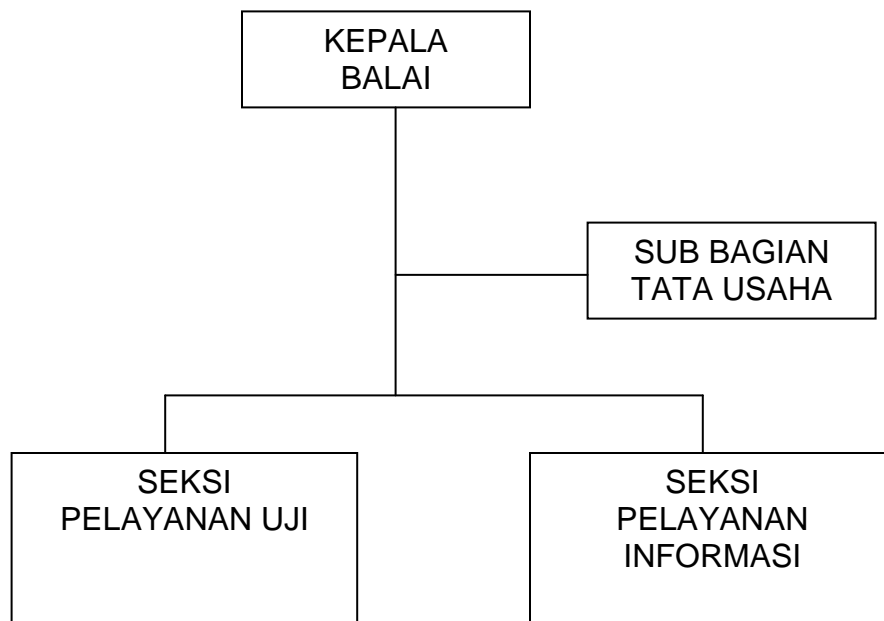 KEPALA
BALAI
SUB BAGIAN
TATA USAHA
SEKSI
PELAYANAN UJI
SEKSI
PELAYANAN
INFORMASI